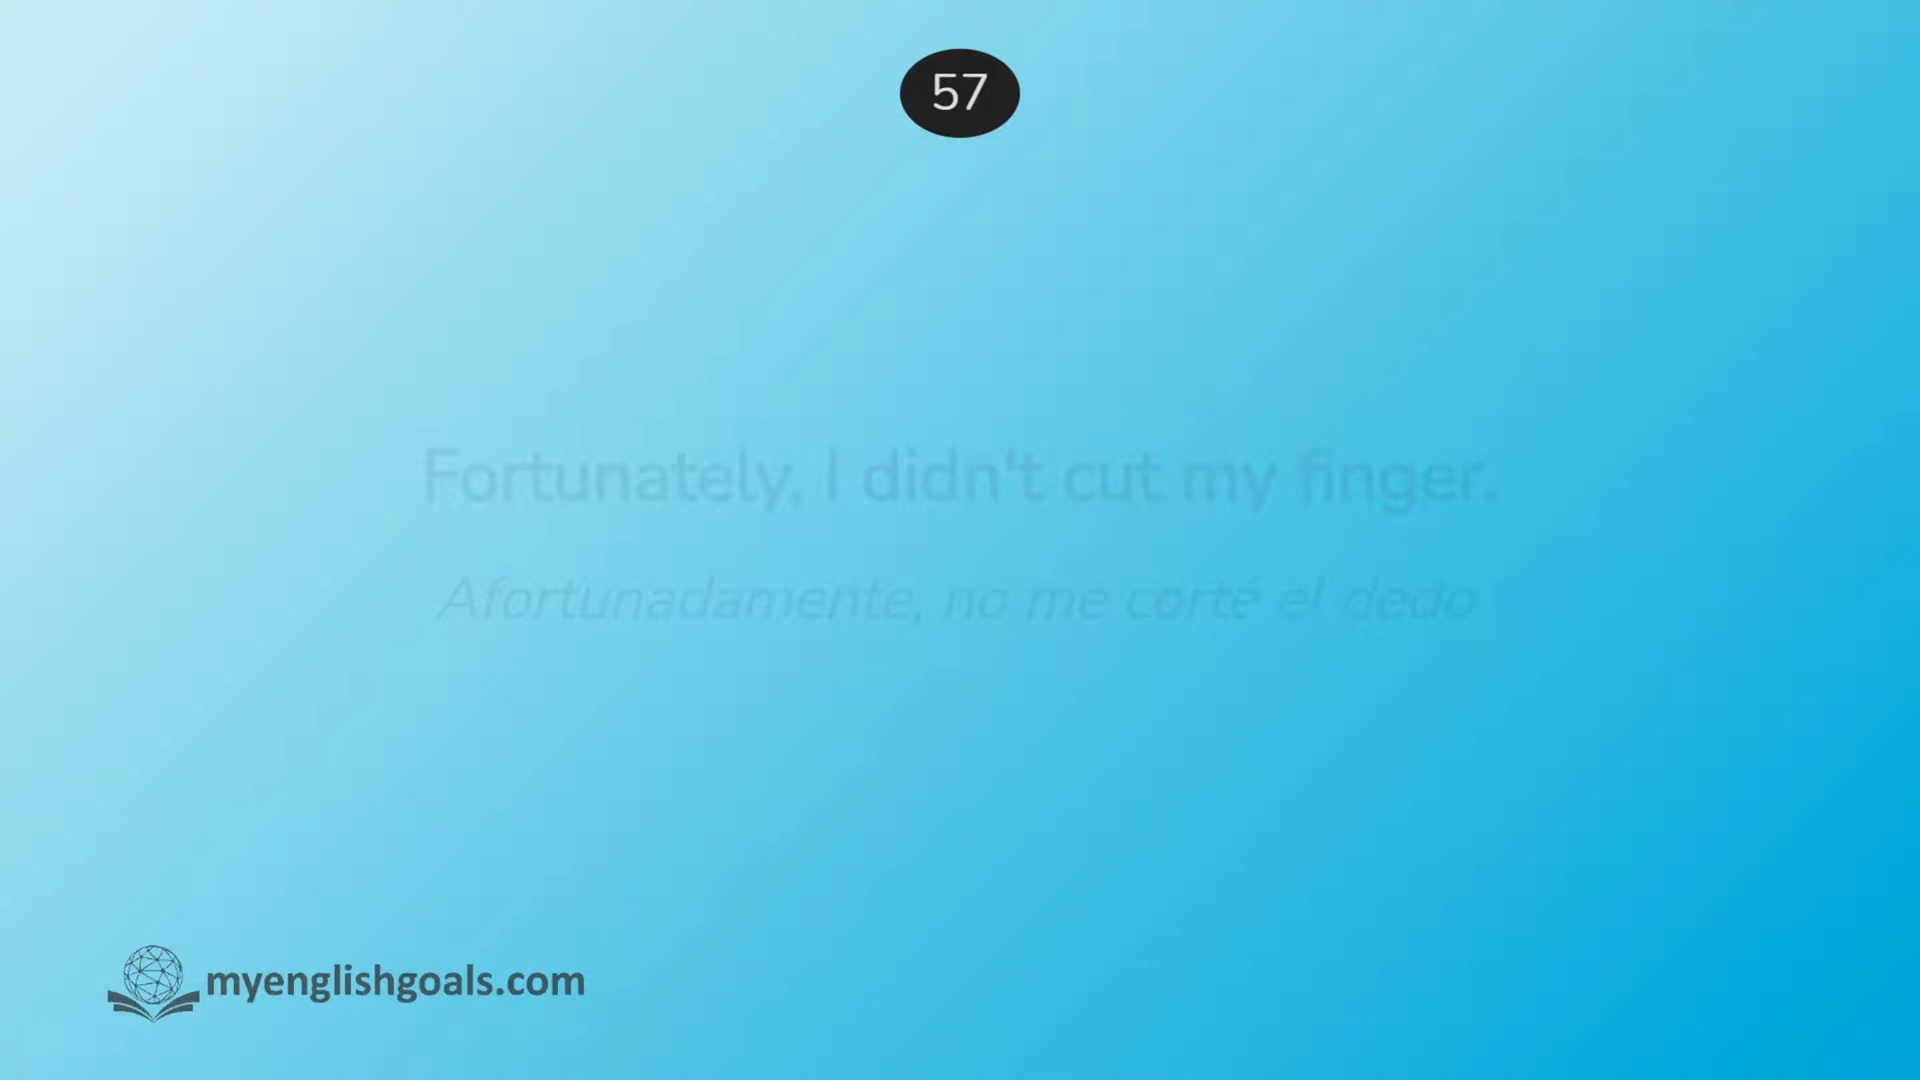 57
Fortunately, I didn't cut my finger.
Afortunadamente, no me corté el dedo
myenglishgoals.com